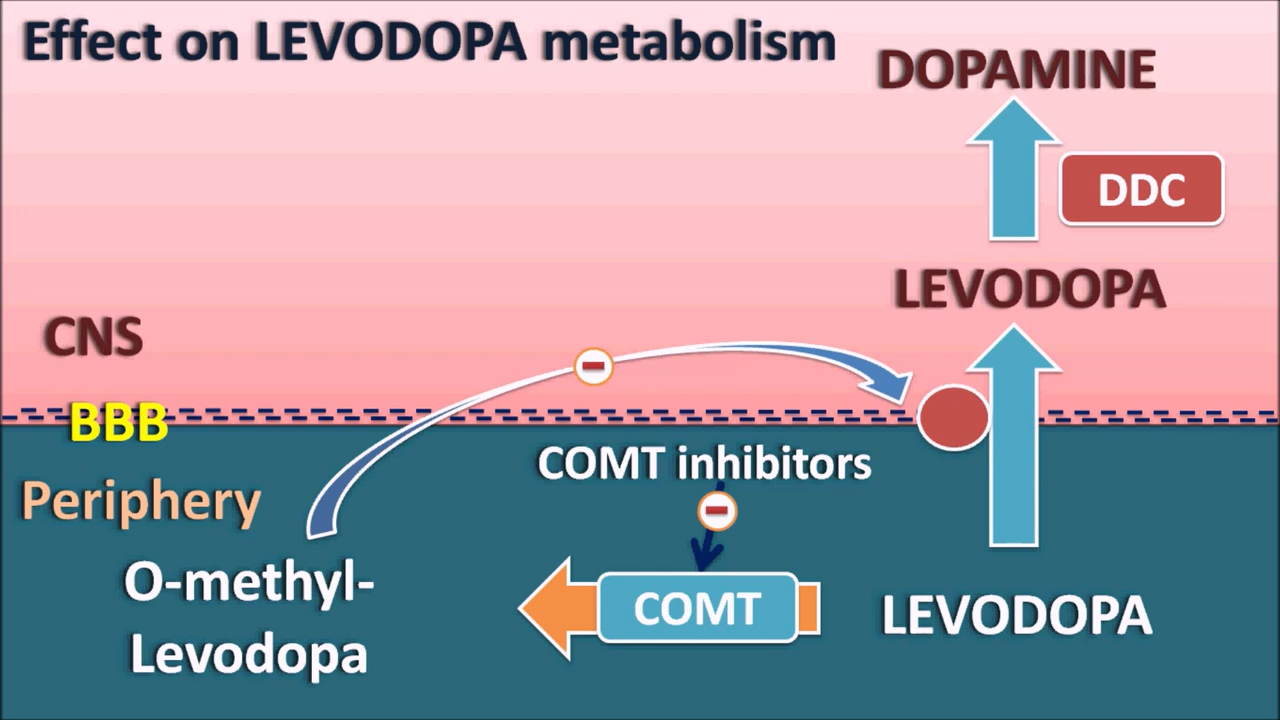 Effect on LEVODOPA metabolism
DOPAMINE
DDC
LEVODOPA
CNS
BBB
COMT inhibitors
Periphery
O-methyl-
Levodopa
COMT
LEVODOPA